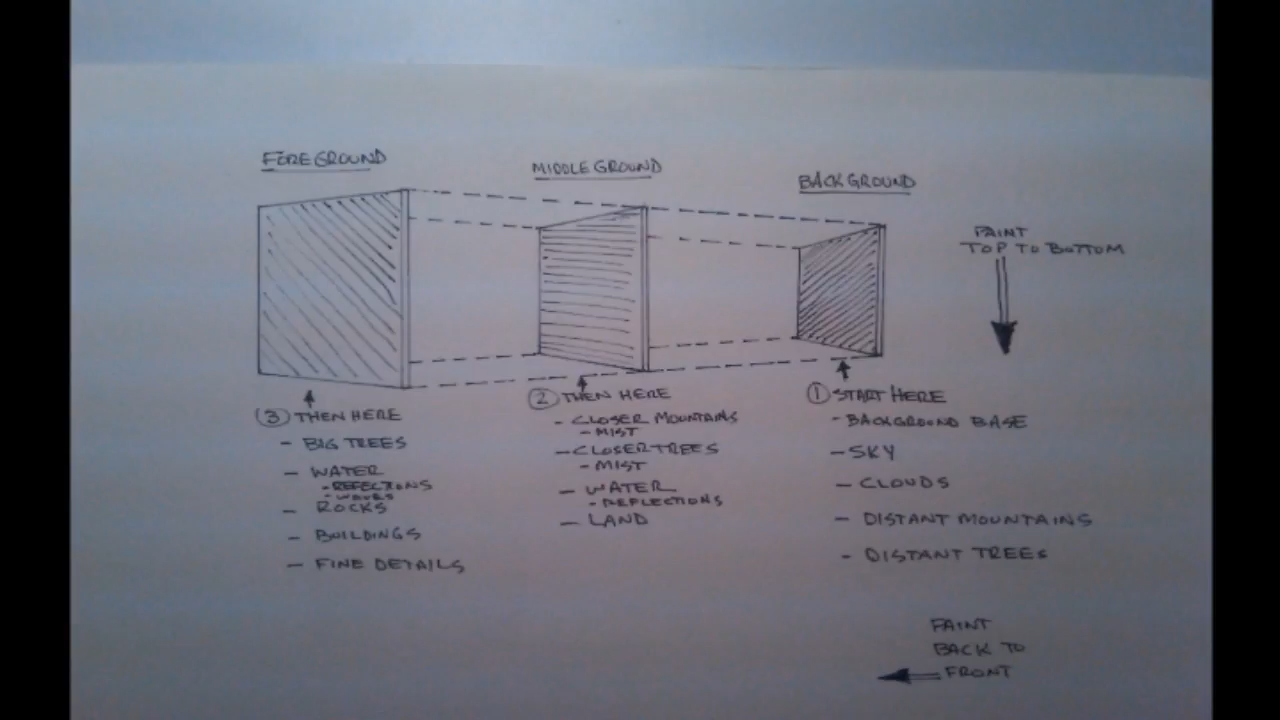 FOREGROUND
MIDDLE GROUND
BACKGROUND
PAINT
TOP TO BOTTOM
③ THEN HERE
- BIG TREES
- WATER
- REFECTIONS
- WAVES
- ROCKS
- BUILDINGS
- FINE DETAILS
② THEN HERE
- CLOSER MOUNTAINS
- MIST
- CLOSER TREES
- MIST
- WATER
- REFLECTIONS
- LAND
① START HERE
- BACKGROUND BASE
- SKY
- CLOUDS
- DISTANT MOUNTAINS
- DISTANT TREES
PAINT
BACK TO
FRONT